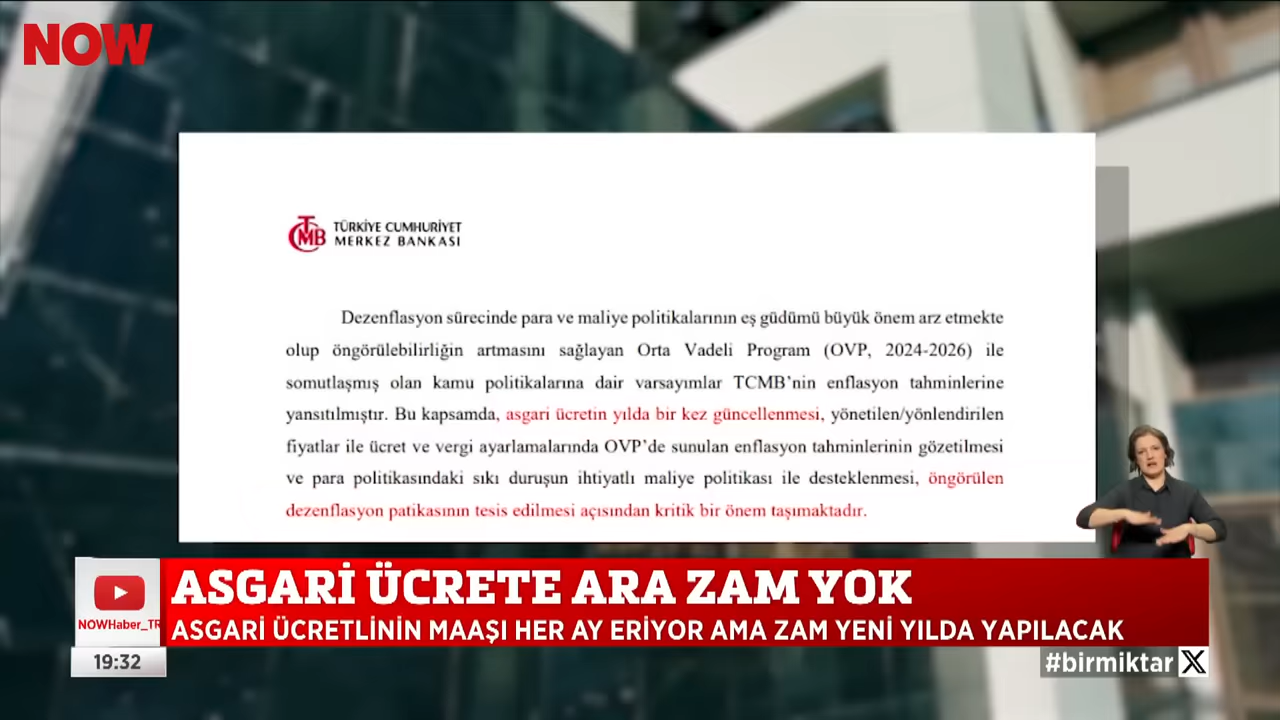 NOW
TÜRKİYE CUMHURİYET
MERKEZ BANKASI
TCMB
Dezenflasyon sürecinde para ve maliye politikalarının eş güdümü büyük önem arz etmekte
olup öngörülebilirliğin artmasını sağlayan Orta Vadeli Program (OVP, 2024-2026) ile
somutlaşmış olan kamu politikalarına dair varsayımlar TCMB'nin enflasyon tahminlerine
yansıtılmıştır. Bu kapsamda, asgari ücretin yılda bir kez güncellenmesi, yönetilen/yönlendirilen
fiyatlar ile ücret ve vergi ayarlamalarında OVP'de sunulan enflasyon tahminlerinin gözetilmesi
ve para politikasındaki sıkı duruşun ihtiyatlı maliye politikası ile desteklenmesi, öngörülen
dezenflasyon patikasının tesis edilmesi açısından kritik bir önem taşımaktadır.
ASGARİ ÜCRETE ARA ZAM YOK
NOWHaber_TR
ASGARİ ÜCRETLİNİN MAAŞI HER AY ERİYOR AMA ZAM YENİ YILDA YAPILACAK
19:32
#birmiktar X